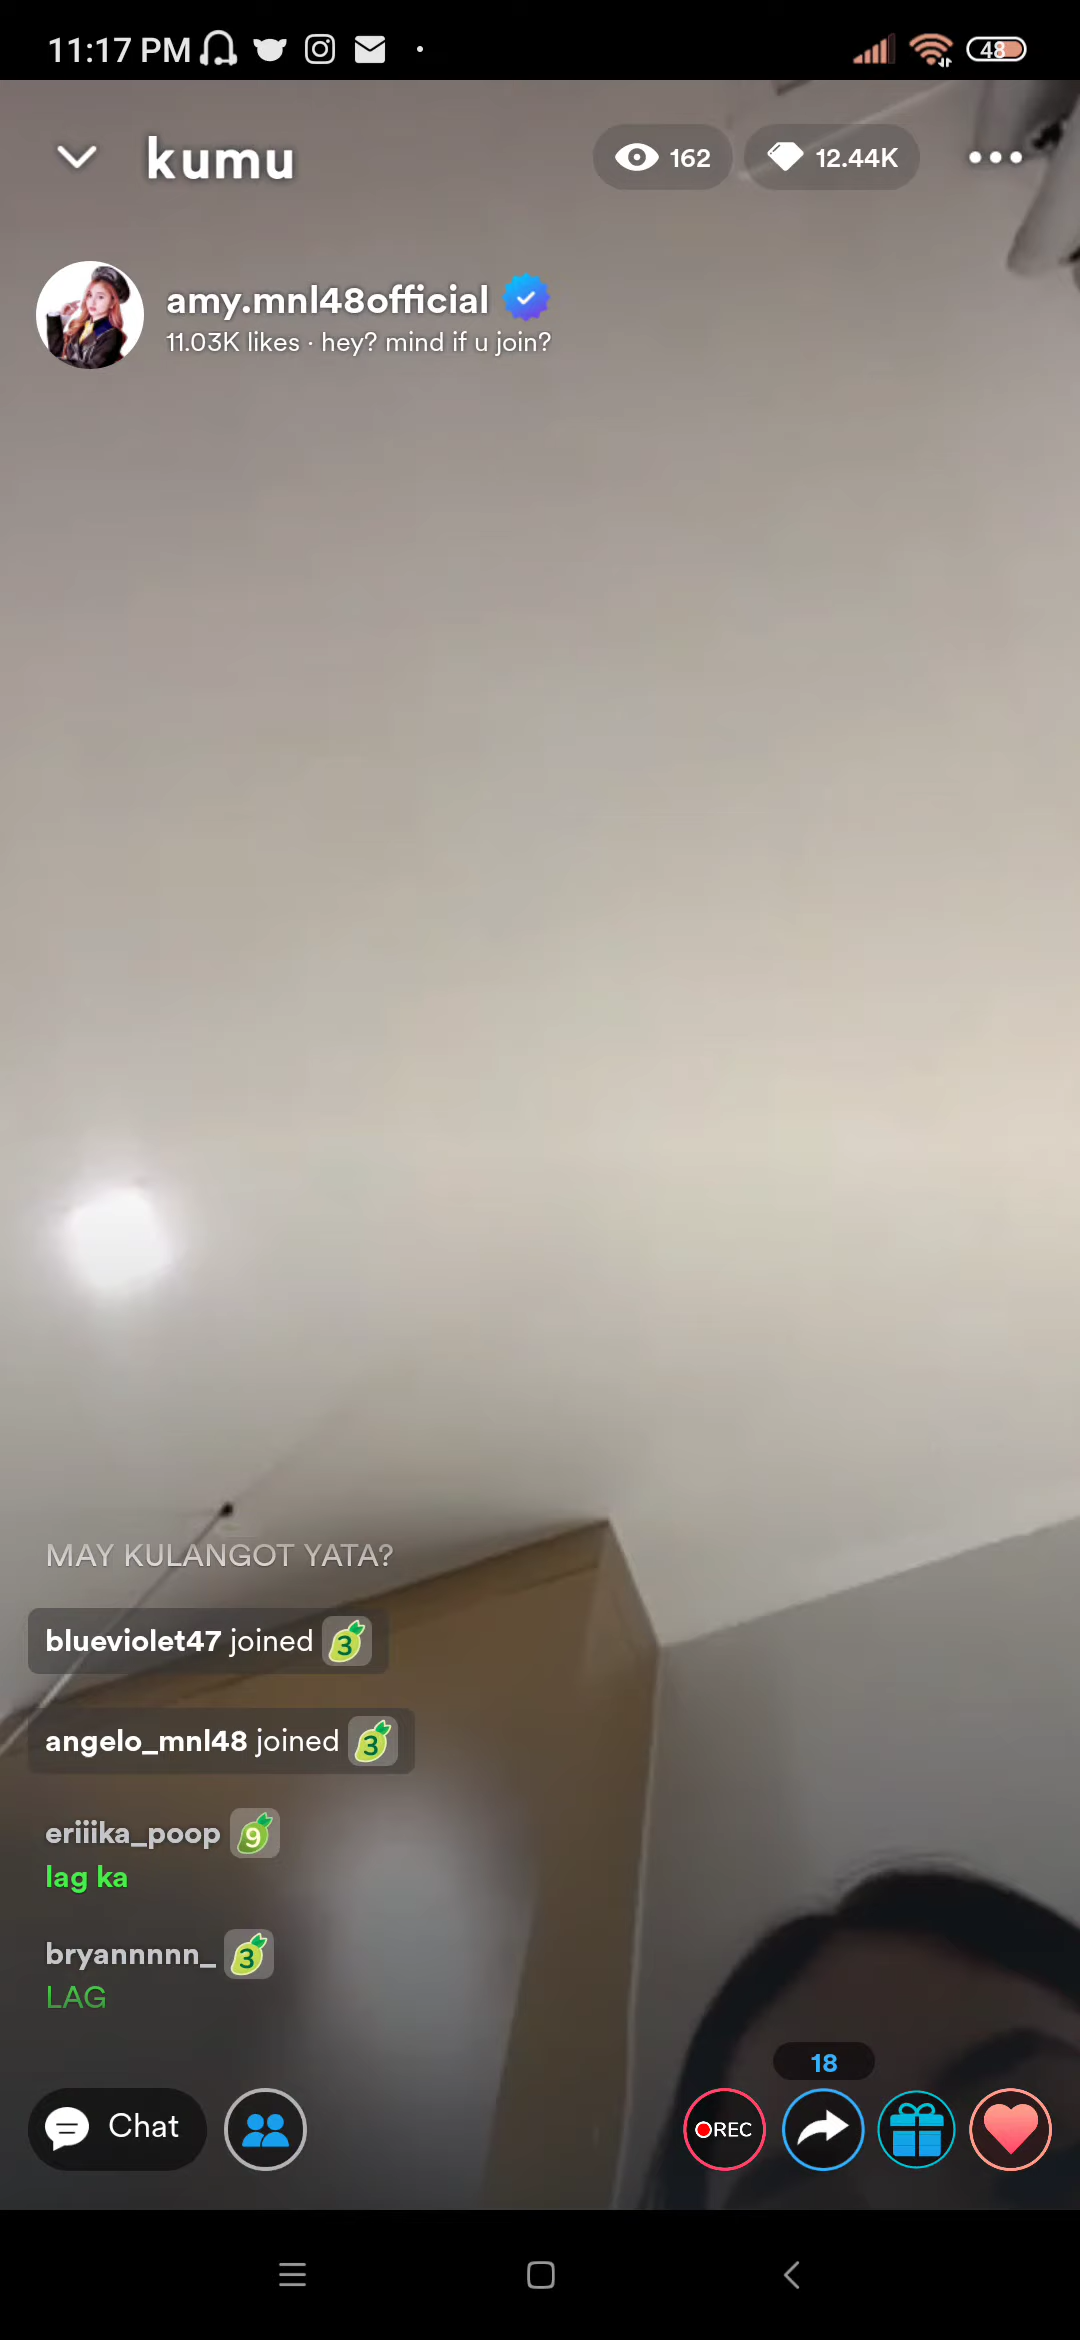 11:17 PM
48
kumu
162
12.44K
amy.mnl48official
11.03K likes · hey? mind if u join?
MAY KULANGOT YATA?
blueviolet47 joined 3
angelo_mnl48 joined 3
eriiika_poop 9
lag ka
bryannnnn_ 3
LAG
18
Chat
REC